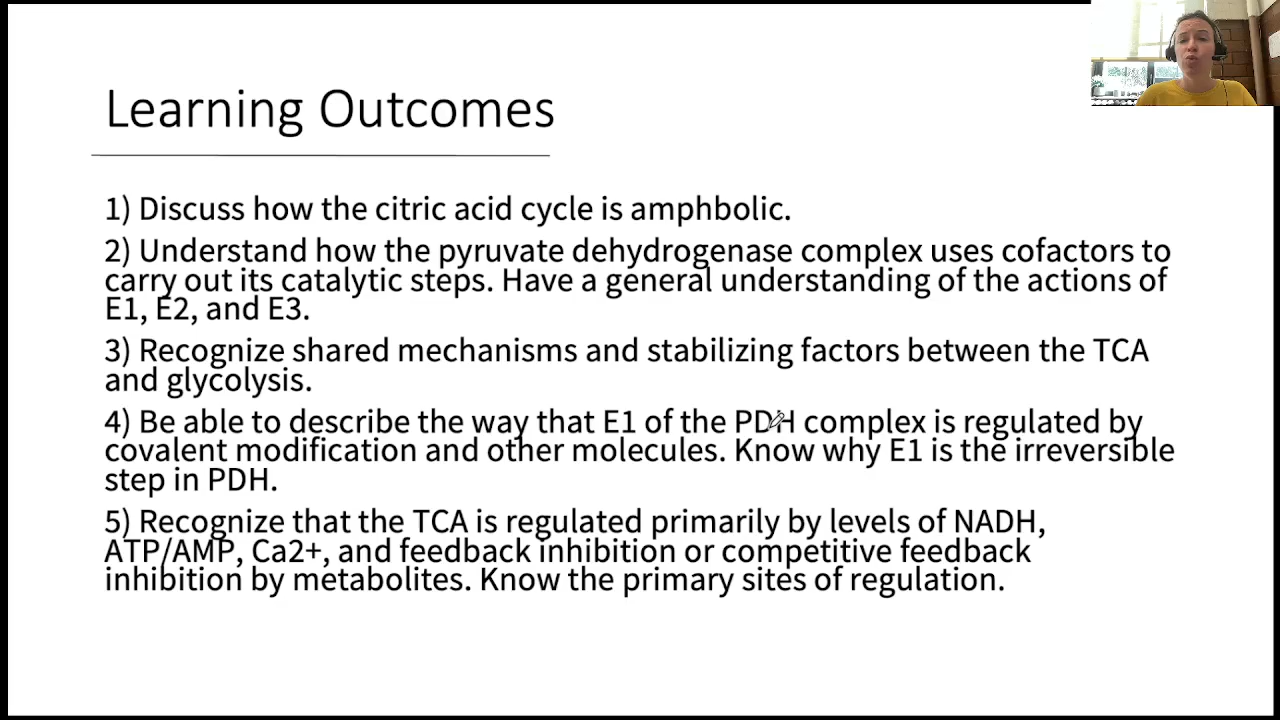 Learning Outcomes
1) Discuss how the citric acid cycle is amphbolic.
2) Understand how the pyruvate dehydrogenase complex uses cofactors to
carry out its catalytic steps. Have a general understanding of the actions of
E1, E2, and E3.
3) Recognize shared mechanisms and stabilizing factors between the TCA
and glycolysis.
4) Be able to describe the way that E1 of the PDH complex is regulated by
covalent modification and other molecules. Know why E1 is the irreversible
step in PDH.
5) Recognize that the TCA is regulated primarily by levels of NADH,
ATP/AMP, Ca2+, and feedback inhibition or competitive feedback
inhibition by metabolites. Know the primary sites of regulation.